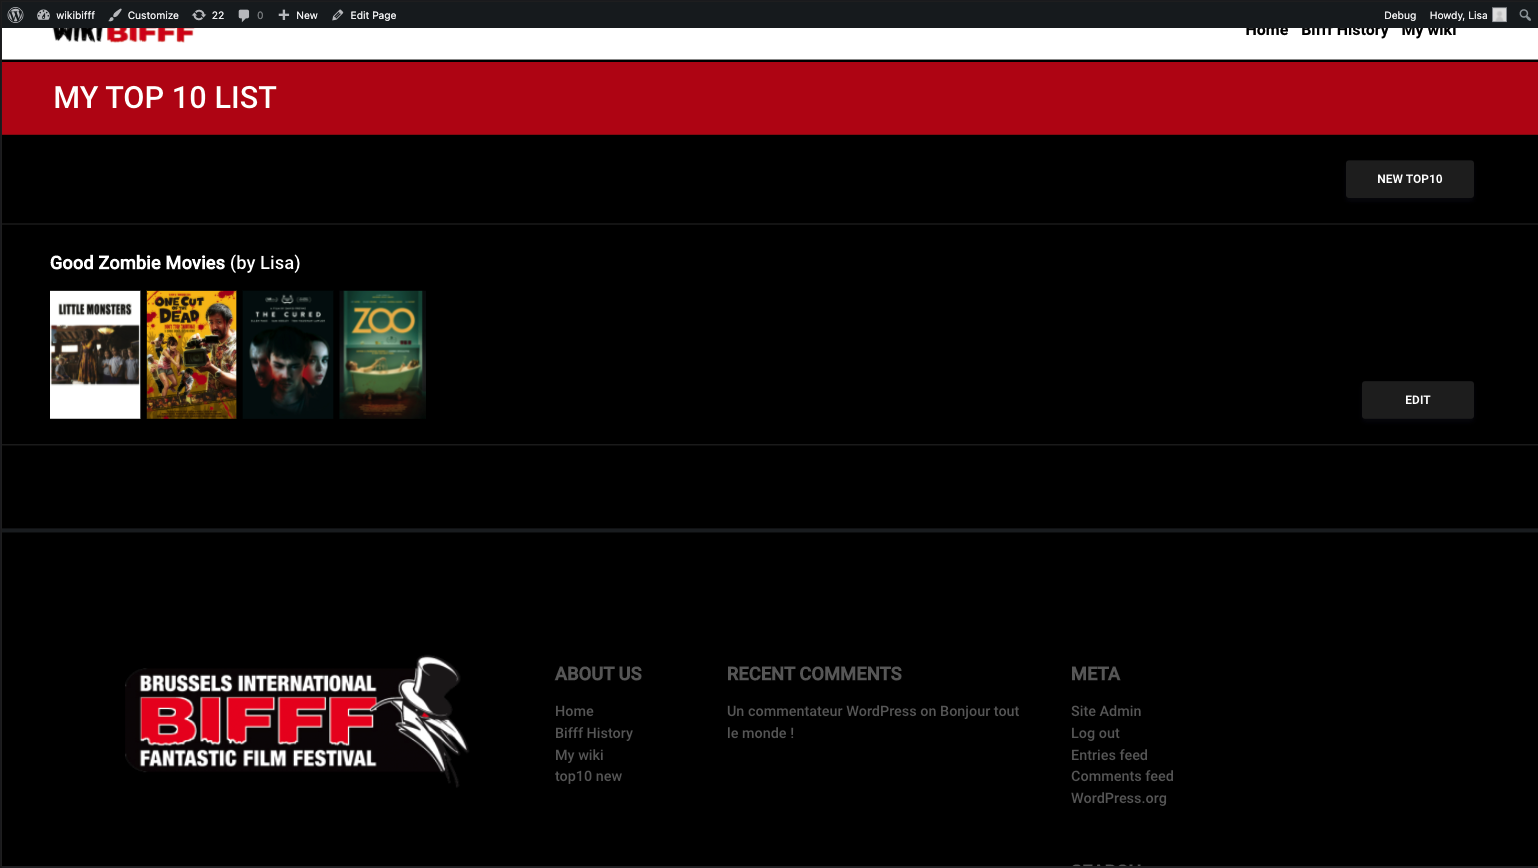 wikibifff Customize 22 0 New Edit Page Debug Howdy, Lisa
WIKI BIFFF Home Bifff History My wiki
MY TOP 10 LIST
NEW TOP10
Good Zombie Movies (by Lisa)
LITTLE MONSTERS
ONE CUT
OF THE
DEAD
THE CURED
ZOO
EDIT
BRUSSELS INTERNATIONAL
BIFFF
FANTASTIC FILM FESTIVAL
ABOUT US
Home
Bifff History
My wiki
top10 new
RECENT COMMENTS
Un commentateur WordPress on Bonjour tout
le monde !
META
Site Admin
Log out
Entries feed
Comments feed
WordPress.org